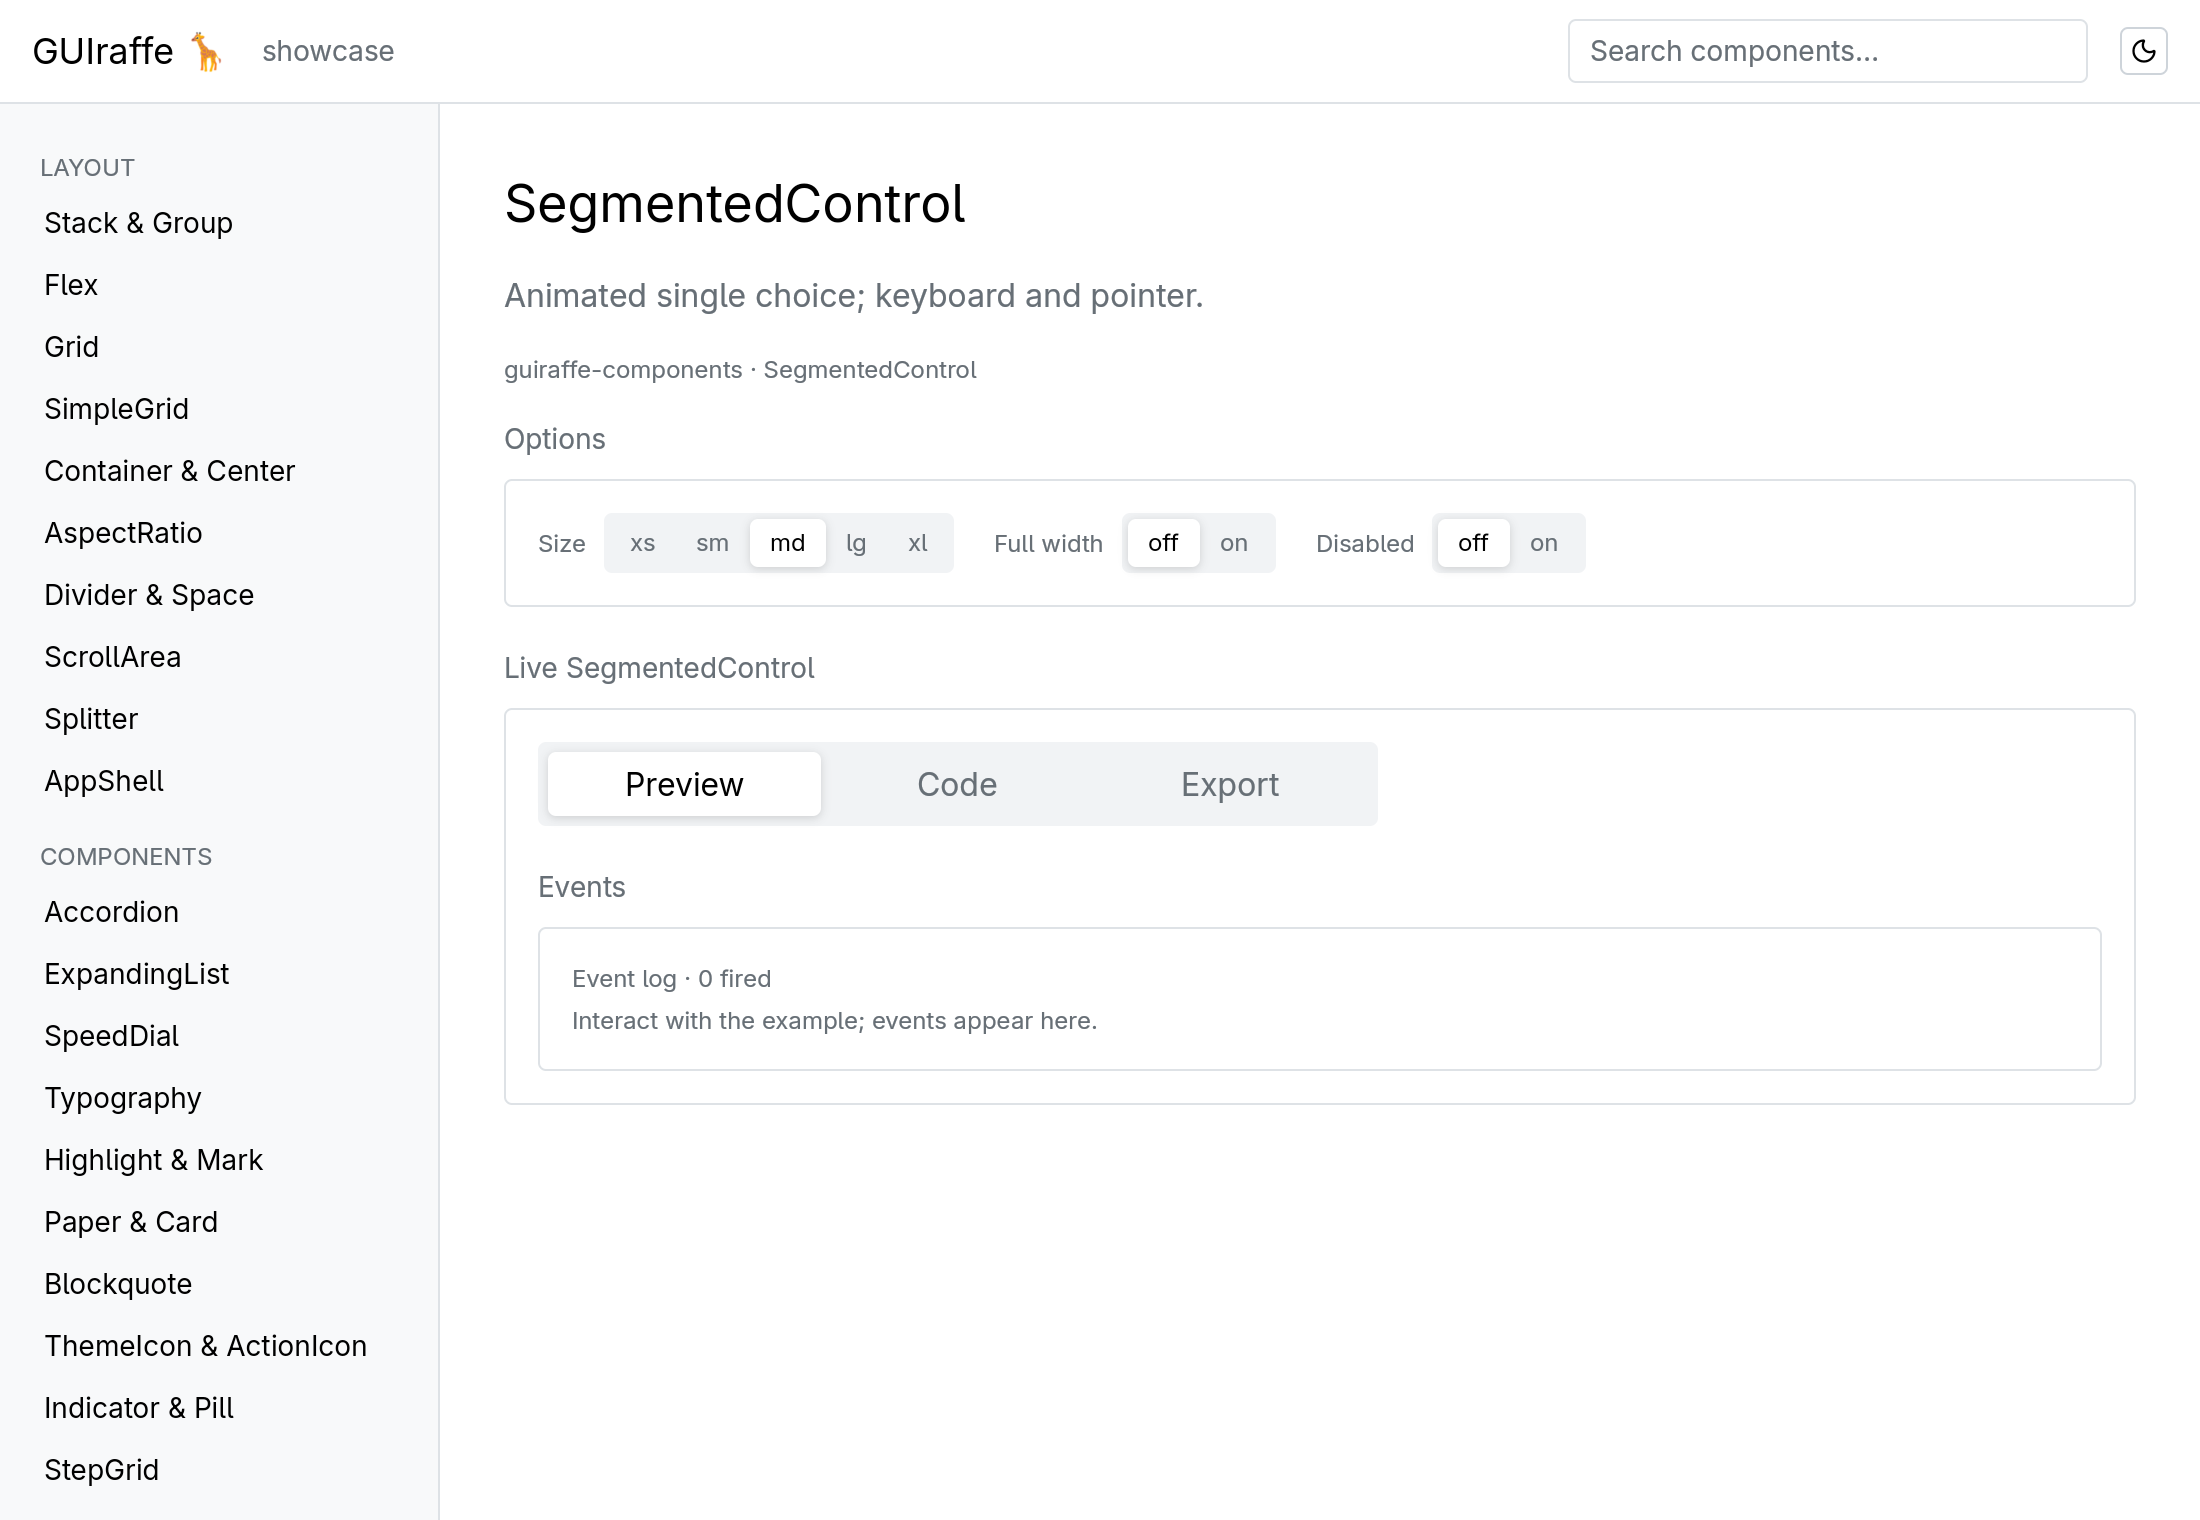 GUIraffe 🦒 showcase
Search components...
LAYOUT
Stack & Group
Flex
Grid
SimpleGrid
Container & Center
AspectRatio
Divider & Space
ScrollArea
Splitter
AppShell
COMPONENTS
Accordion
ExpandingList
SpeedDial
Typography
Highlight & Mark
Paper & Card
Blockquote
ThemeIcon & ActionIcon
Indicator & Pill
StepGrid
SegmentedControl
Animated single choice; keyboard and pointer.
guiraffe-components · SegmentedControl
Options
Size xs sm md lg xl Full width off on Disabled off on
Live SegmentedControl
Preview Code Export
Events
Event log · 0 fired
Interact with the example; events appear here.